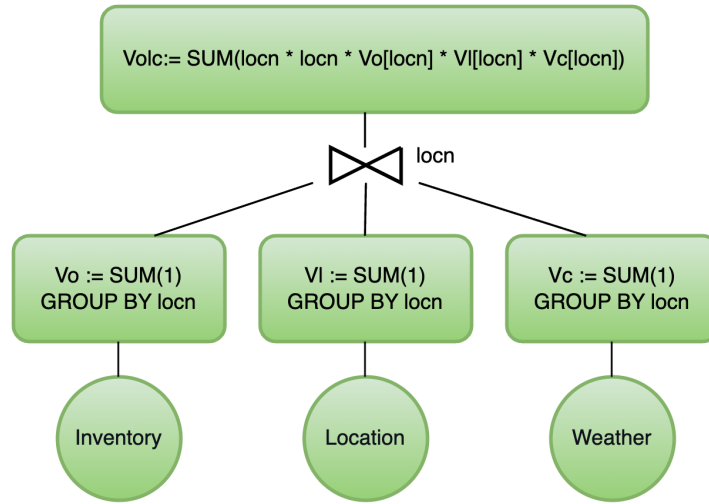 Volc:= SUM(locn * locn * Vo[locn] * Vl[locn] * Vc[locn])
locn
Vo := SUM(1)
GROUP BY locn
Vl := SUM(1)
GROUP BY locn
Vc := SUM(1)
GROUP BY locn
Inventory
Location
Weather